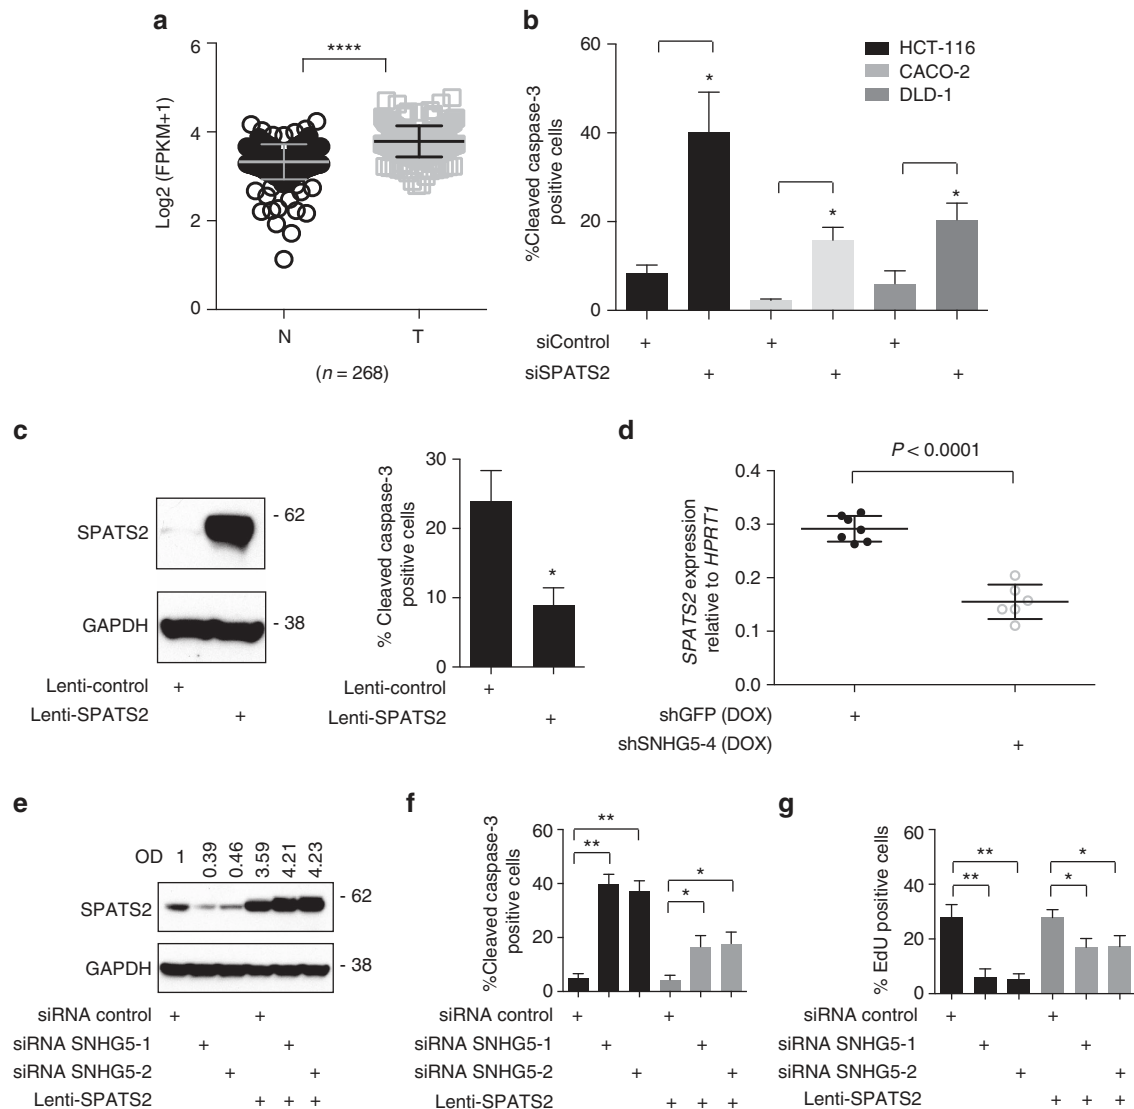 a
Log2 (FPKM+1)
6
4
2
0
****
N
T
(n = 268)
b
%Cleaved caspase-3
positive cells
60
40
20
0
*
*
*
HCT-116
CACO-2
DLD-1
siControl + + +
siSPATS2 + + +
c
SPATS2
- 62
GAPDH
- 38
Lenti-control +
Lenti-SPATS2 +
% Cleaved caspase-3
positive cells
30
20
10
0
*
Lenti-control +
Lenti-SPATS2 +
d
P < 0.0001
SPATS2 expression
relative to HPRT1
0.4
0.3
0.2
0.1
0.0
shGFP (DOX) +
shSNHG5-4 (DOX) +
e
OD 1 0.39 0.46 3.59 4.21 4.23
SPATS2
- 62
GAPDH
- 38
siRNA control + +
siRNA SNHG5-1 + +
siRNA SNHG5-2 + +
Lenti-SPATS2 + + +
f
%Cleaved caspase-3
positive cells
60
40
20
0
**
**
*
*
siRNA control + +
siRNA SNHG5-1 + +
siRNA SNHG5-2 + +
Lenti-SPATS2 + + +
g
% EdU positive cells
60
40
20
0
**
**
*
*
siRNA control + +
siRNA SNHG5-1 + +
siRNA SNHG5-2 + +
Lenti-SPATS2 + + +